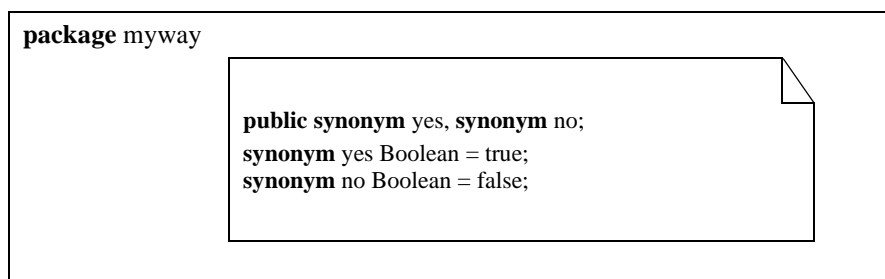 package myway
public synonym yes, synonym no;
synonym yes Boolean = true;
synonym no Boolean = false;